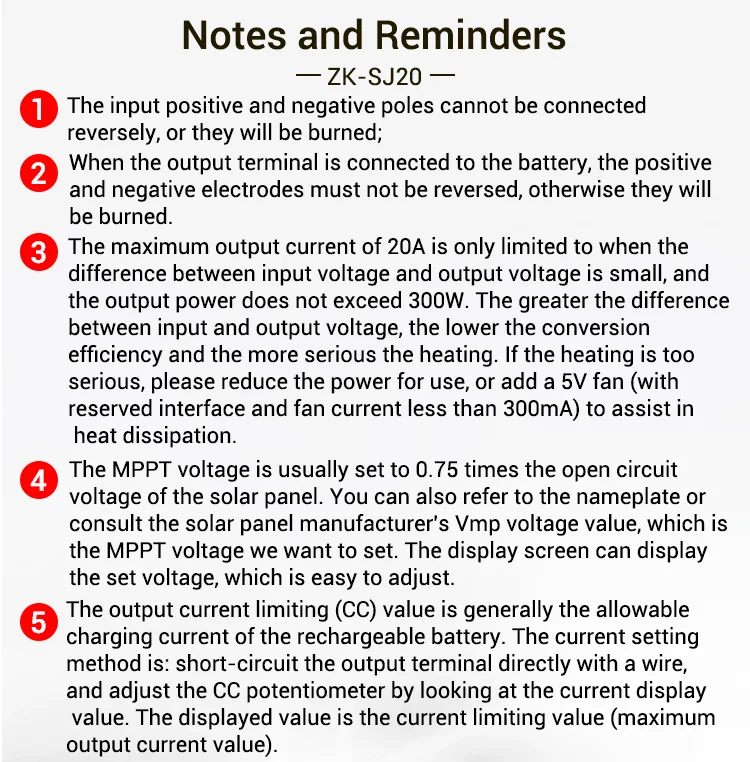 Notes and Reminders
— ZK-SJ20 —
1 The input positive and negative poles cannot be connected
reversely, or they will be burned;
2 When the output terminal is connected to the battery, the positive
and negative electrodes must not be reversed, otherwise they will
be burned.
3 The maximum output current of 20A is only limited to when the
difference between input voltage and output voltage is small, and
the output power does not exceed 300W. The greater the difference
between input and output voltage, the lower the conversion
efficiency and the more serious the heating. If the heating is too
serious, please reduce the power for use, or add a 5V fan (with
reserved interface and fan current less than 300mA) to assist in
heat dissipation.
4 The MPPT voltage is usually set to 0.75 times the open circuit
voltage of the solar panel. You can also refer to the nameplate or
consult the solar panel manufacturer's Vmp voltage value, which is
the MPPT voltage we want to set. The display screen can display
the set voltage, which is easy to adjust.
5 The output current limiting (CC) value is generally the allowable
charging current of the rechargeable battery. The current setting
method is: short-circuit the output terminal directly with a wire,
and adjust the CC potentiometer by looking at the current display
value. The displayed value is the current limiting value (maximum
output current value).